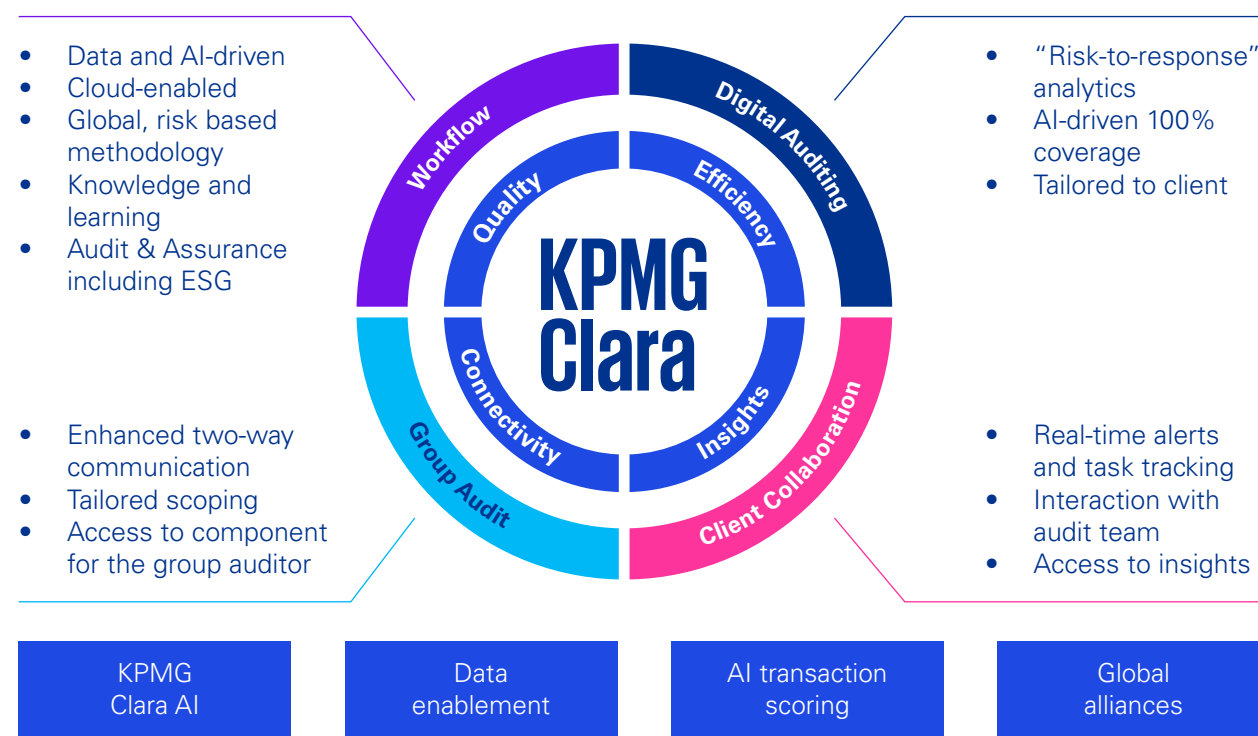 • Data and AI-driven
• Cloud-enabled
• Global, risk based
methodology
• Knowledge and
learning
• Audit & Assurance
including ESG
• “Risk-to-response”
analytics
• AI-driven 100%
coverage
• Tailored to client
Workflow
Digital Auditing
Quality
Efficiency
KPMG
Clara
Connectivity
Insights
Group Audit
Client Collaboration
• Enhanced two-way
communication
• Tailored scoping
• Access to component
for the group auditor
• Real-time alerts
and task tracking
• Interaction with
audit team
• Access to insights
KPMG
Clara AI
Data
enablement
AI transaction
scoring
Global
alliances